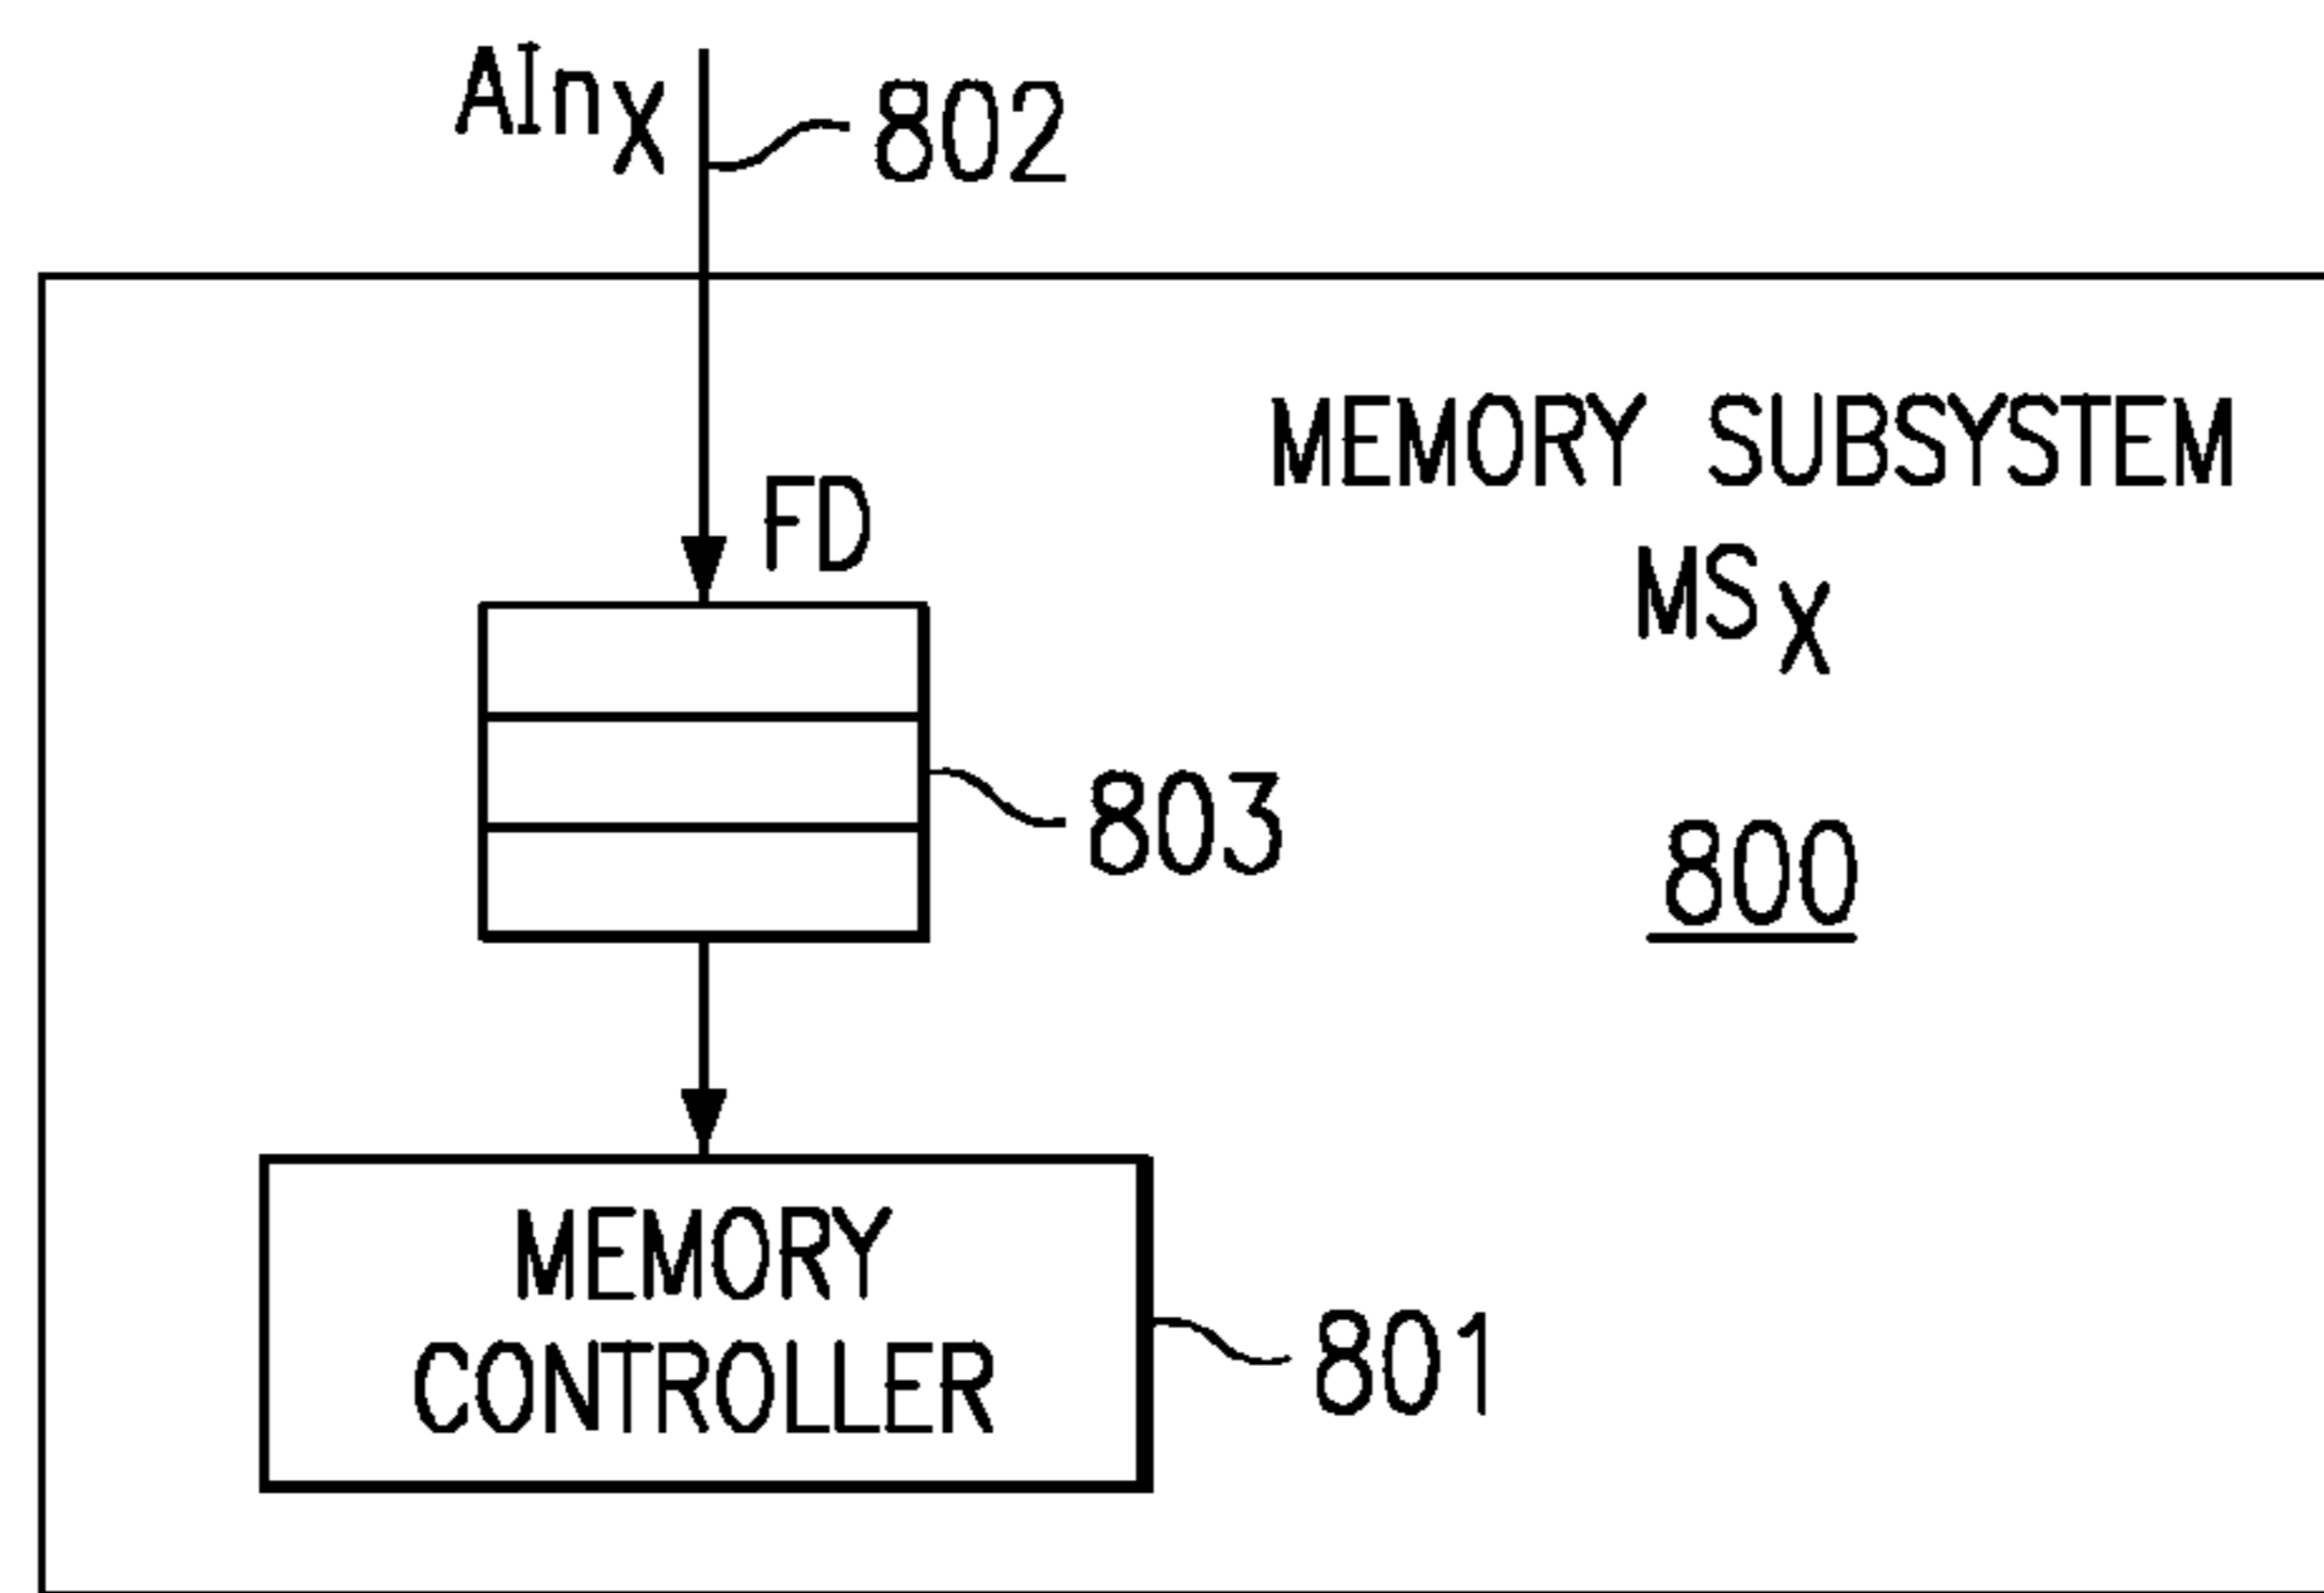 AInX
802
MEMORY SUBSYSTEM
FD
MSX
803
800
MEMORY
CONTROLLER
801